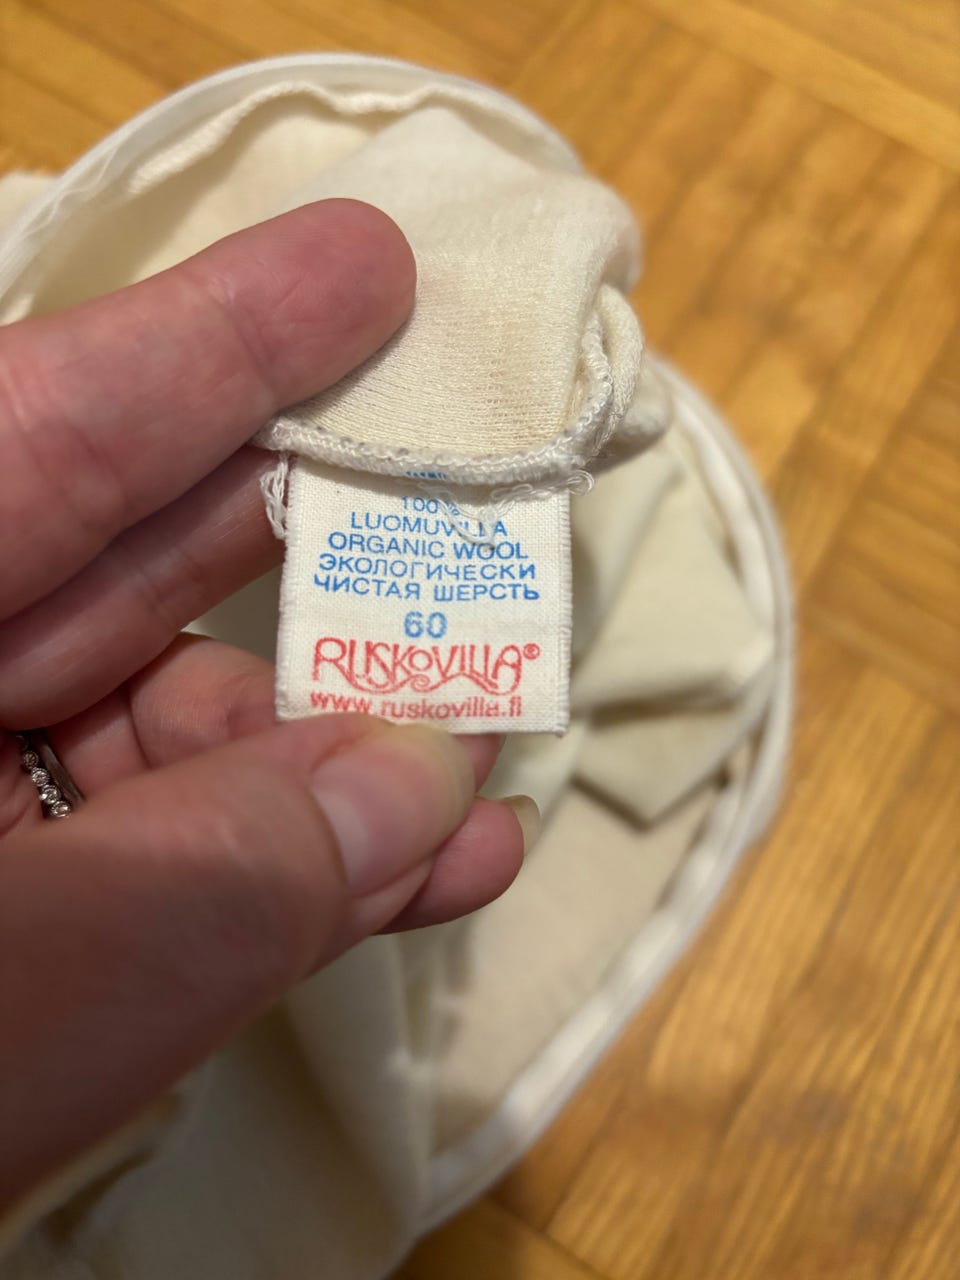 100 %
LUOMUVILLA
ORGANIC WOOL
ЭКОЛОГИЧЕСКИ
ЧИСТАЯ ШЕРСТЬ
60
RUSKOVILLA®
www.ruskovilla.fi